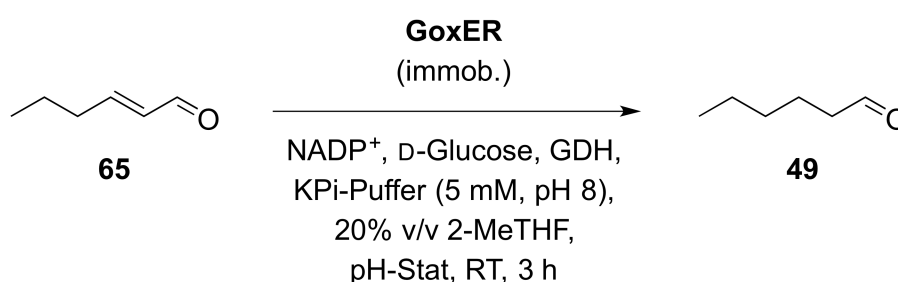 GoxER
(immob.)
O
65
NADP⁺, D-Glucose, GDH,
KPi-Puffer (5 mM, pH 8),
20% v/v 2-MeTHF,
pH-Stat, RT, 3 h
O
49